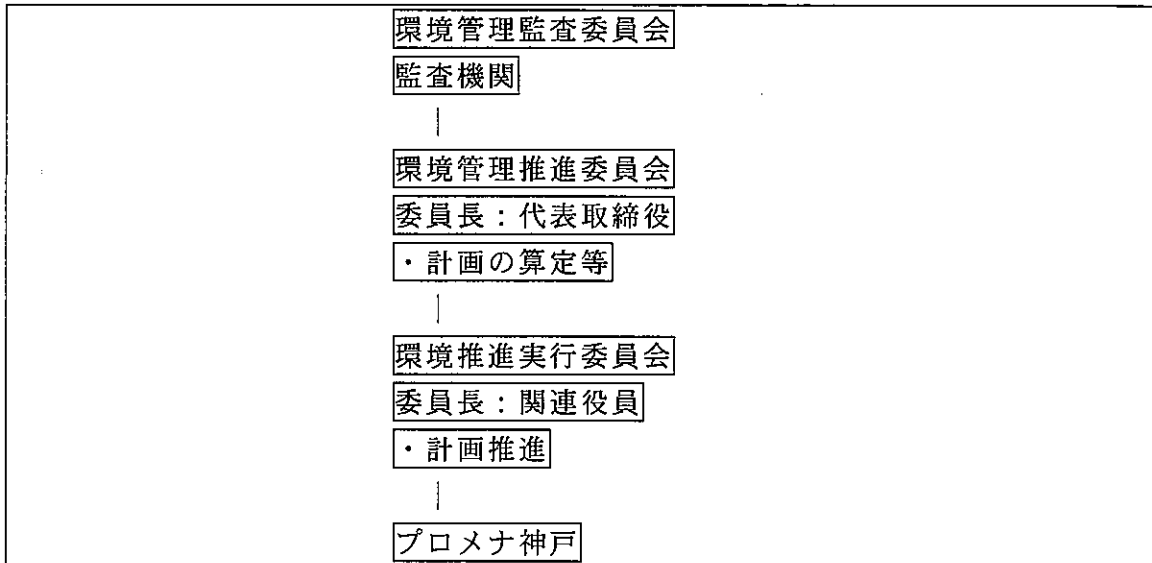 環境管理監査委員会
監査機関
環境管理推進委員会
委員長：代表取締役
・計画の算定等
環境推進実行委員会
委員長：関連役員
・計画推進
プロメナ神戸